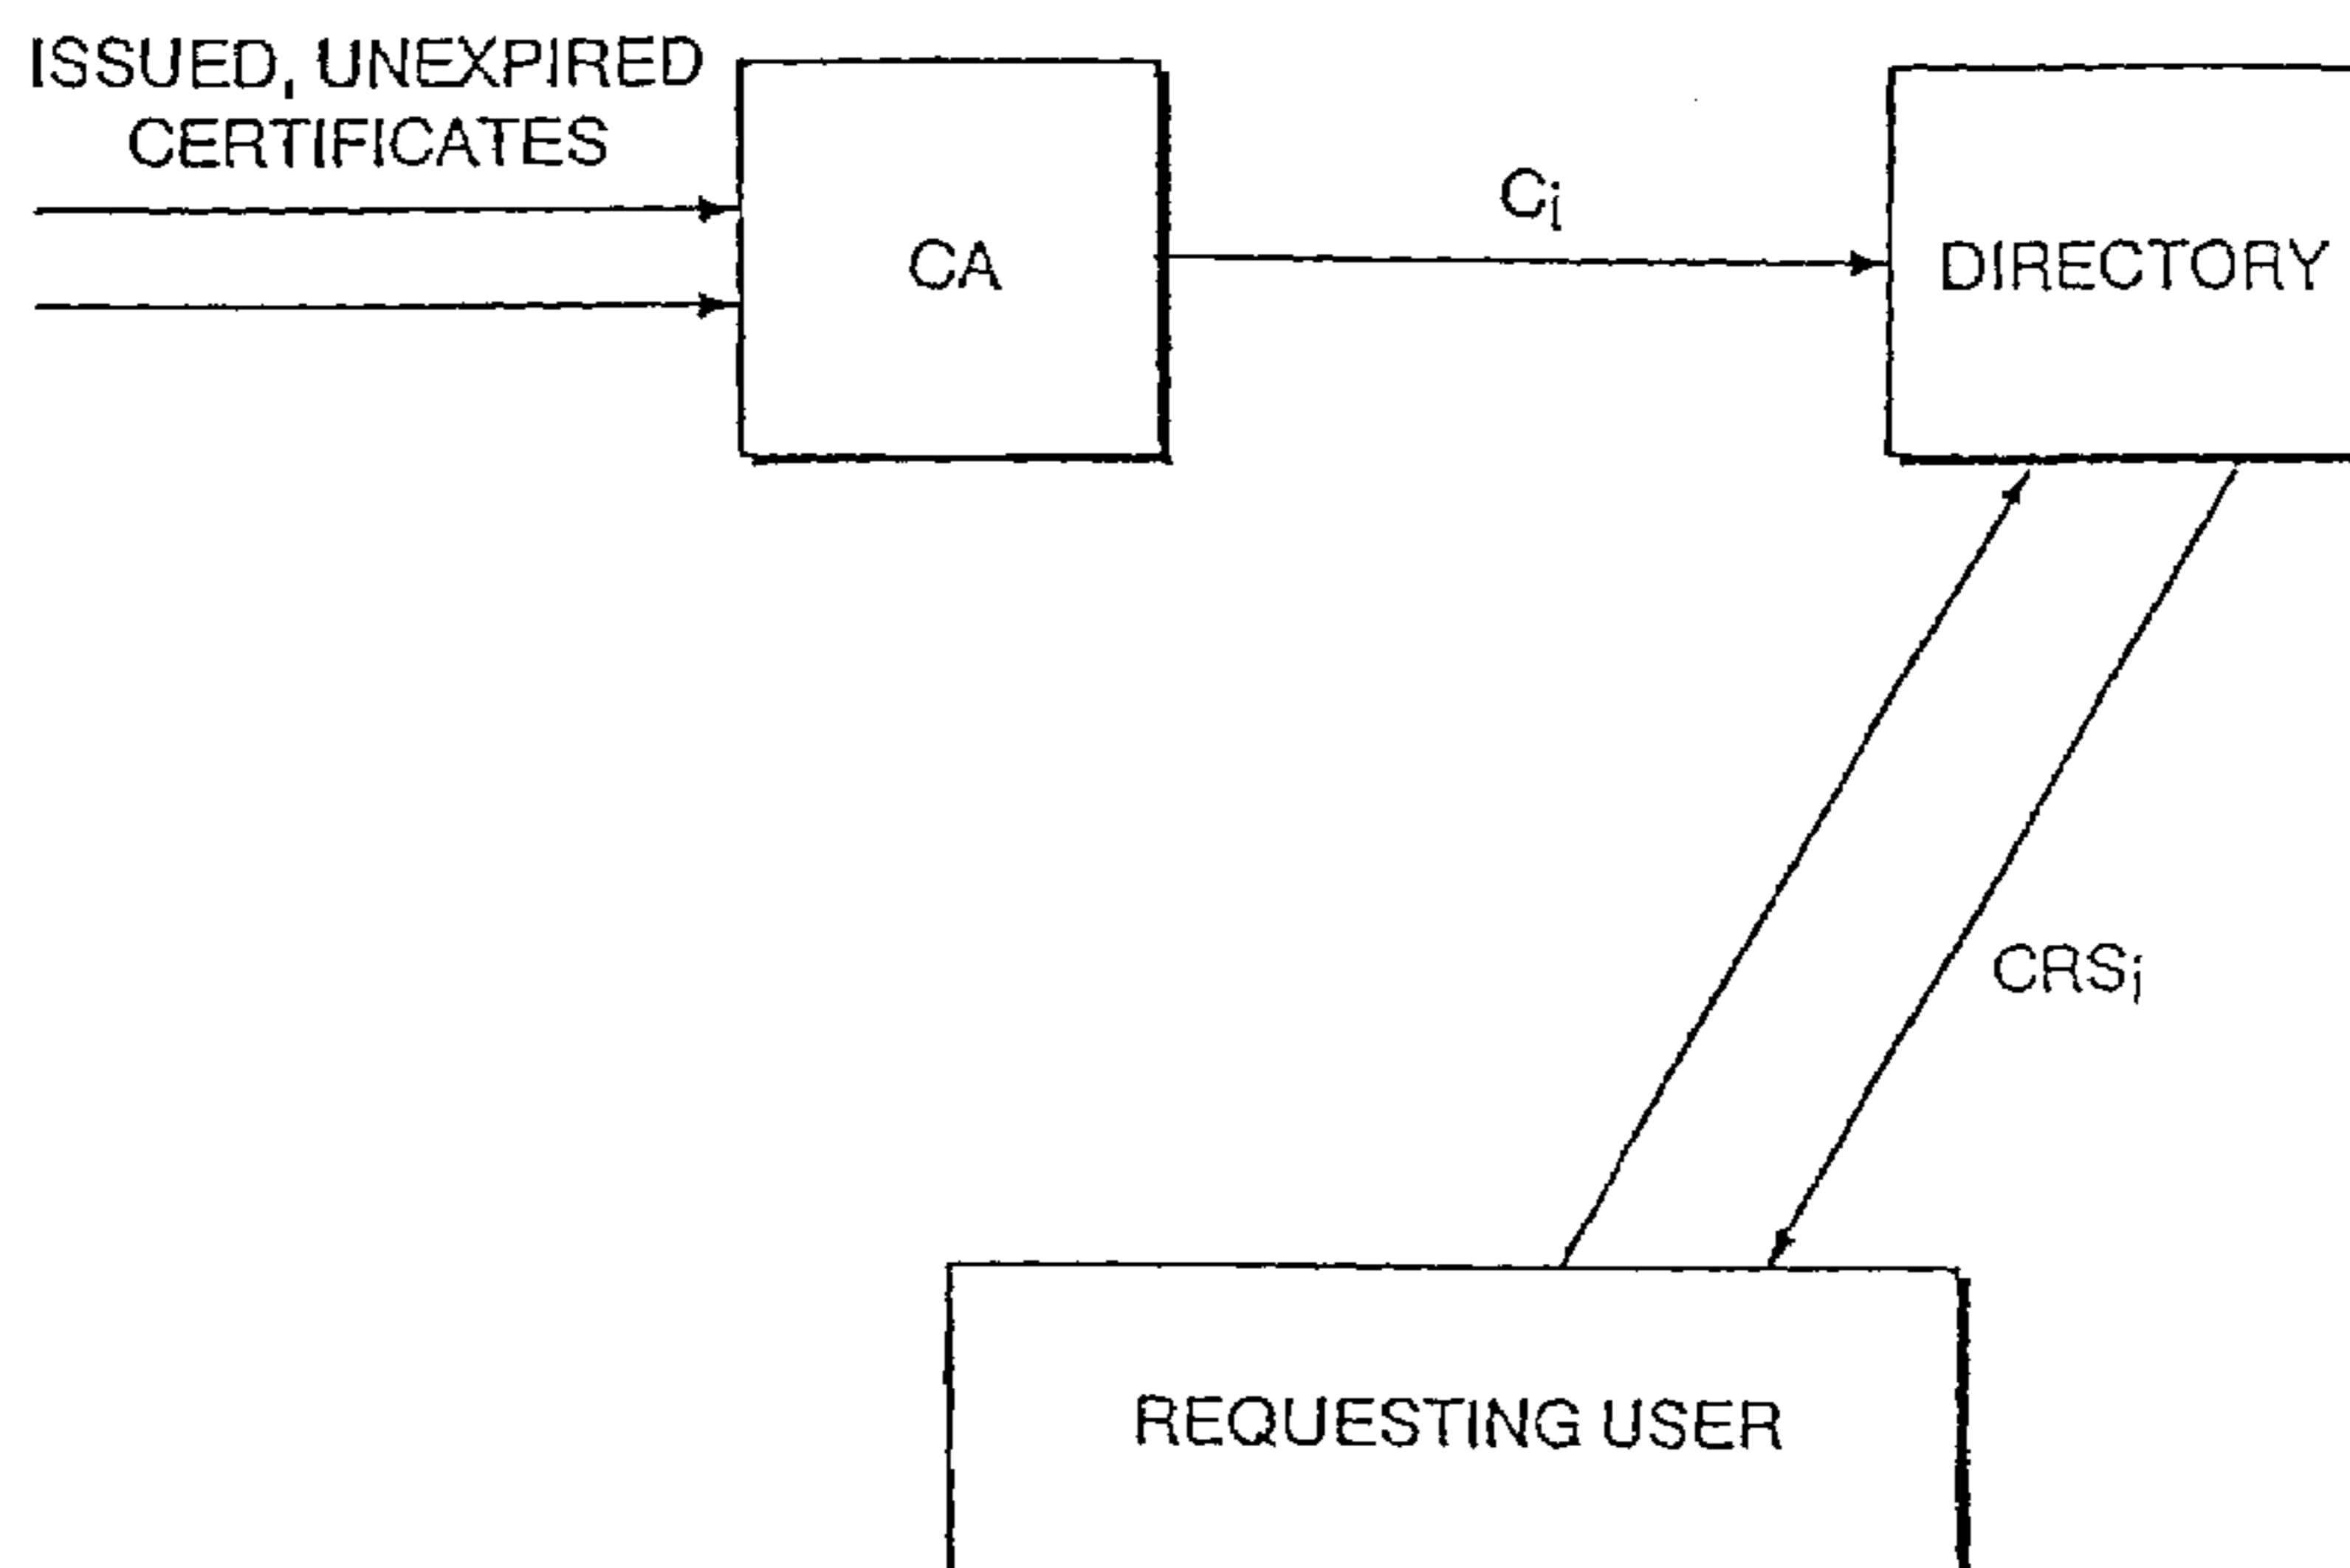 ISSUED, UNEXPIRED
CERTIFICATES
CA
Ci
DIRECTORY
CRSi
REQUESTING USER